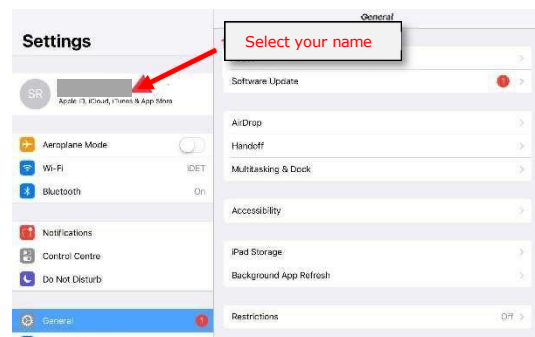 General
Settings
Select your name
SR
Apple ID, iCloud, iTunes & App Store
Software Update
1
AirDrop
Aeroplane Mode
Handoff
Wi-Fi
iDET
Multitasking & Dock
Bluetooth
On
Accessibility
Notifications
Control Centre
iPad Storage
Do Not Disturb
Background App Refresh
General
1
Restrictions
Off